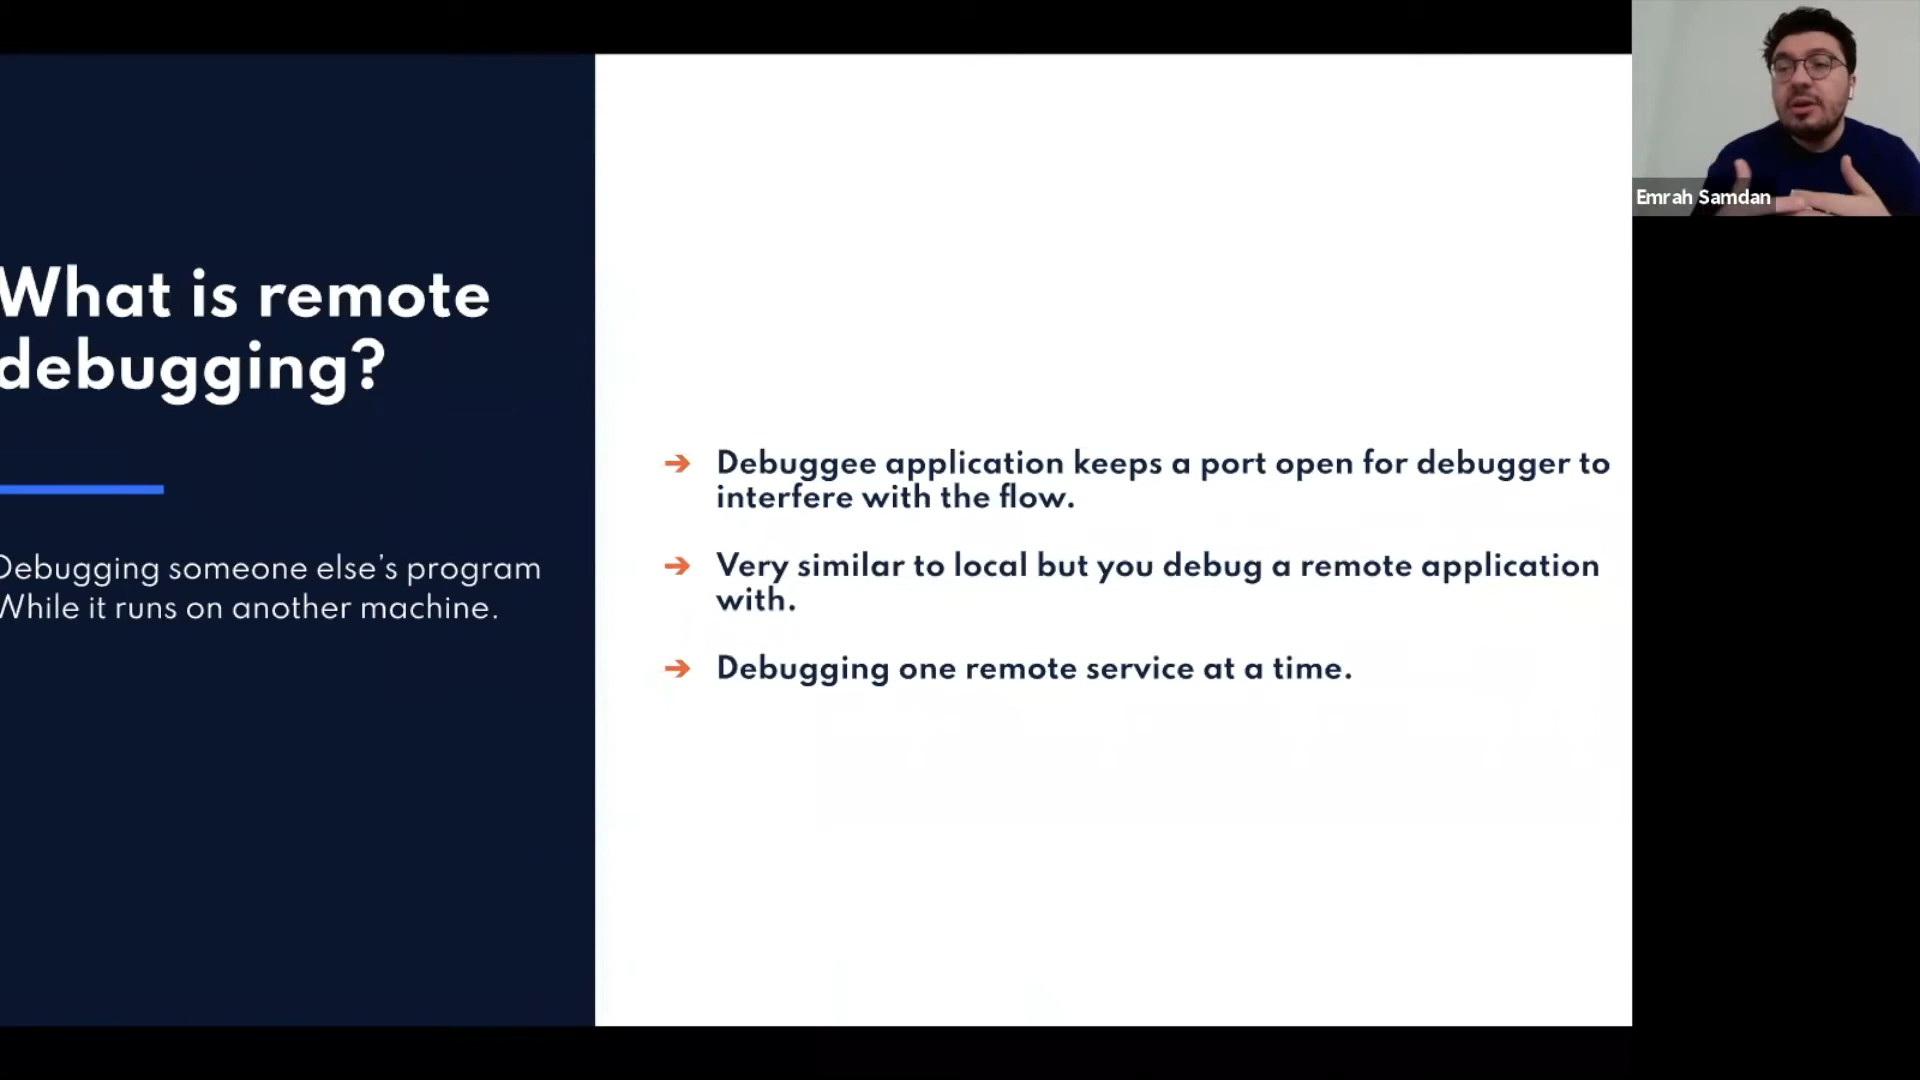 What is remote
debugging?
Debugging someone else's program
While it runs on another machine.
➔ Debuggee application keeps a port open for debugger to
interfere with the flow.
➔ Very similar to local but you debug a remote application
with.
➔ Debugging one remote service at a time.
Emrah Samdan